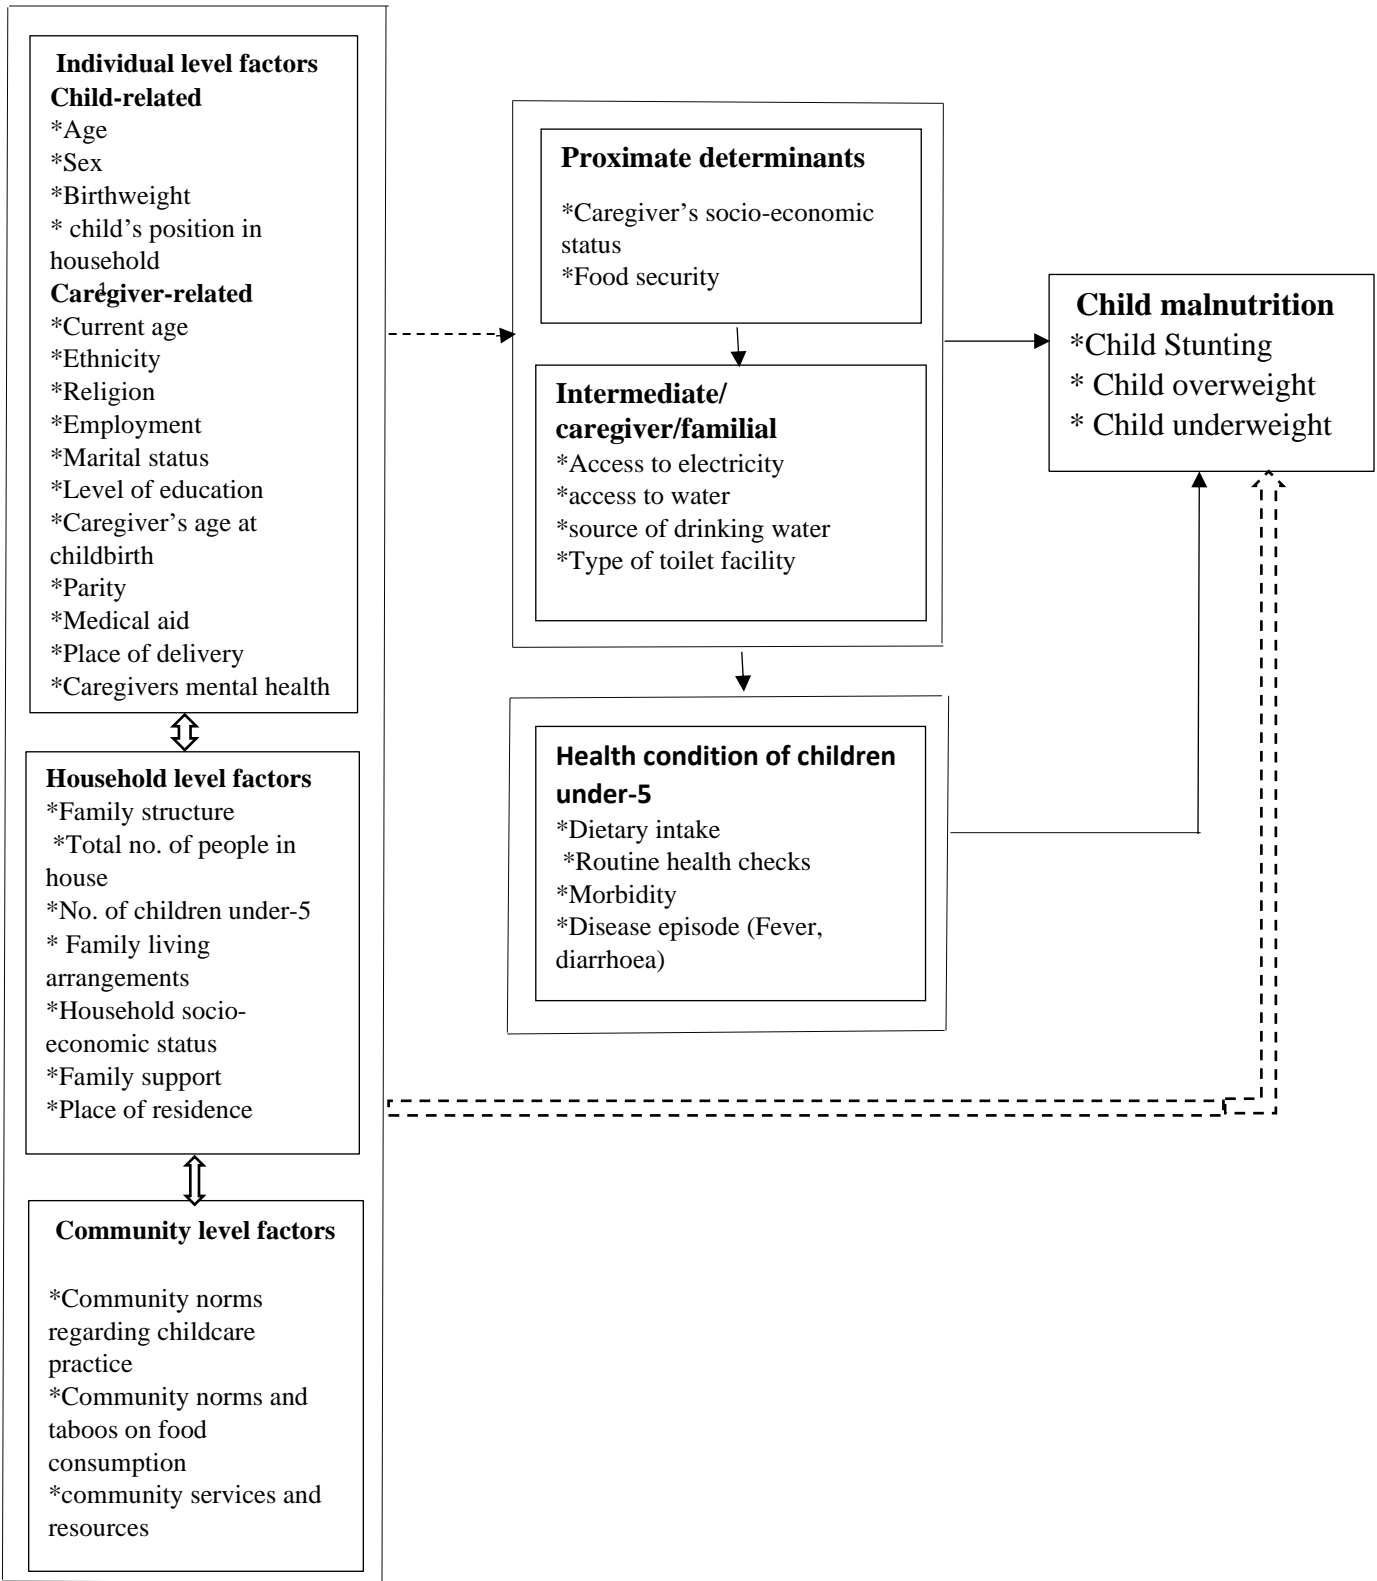 Individual level factors
Child-related
*Age
*Sex
*Birthweight
* child’s position in
household
1
Caregiver-related
*Current age
*Ethnicity
*Religion
*Employment
*Marital status
*Level of education
*Caregiver’s age at
childbirth
*Parity
*Medical aid
*Place of delivery
*Caregivers mental health
Household level factors
*Family structure
*Total no. of people in
house
*No. of children under-5
* Family living
arrangements
*Household socio-
economic status
*Family support
*Place of residence
Community level factors
*Community norms
regarding childcare
practice
*Community norms and
taboos on food
consumption
*community services and
resources
Proximate determinants
*Caregiver’s socio-economic
status
*Food security
Intermediate/
caregiver/familial
*Access to electricity
*access to water
*source of drinking water
*Type of toilet facility
Health condition of children
under-5
*Dietary intake
*Routine health checks
*Morbidity
*Disease episode (Fever,
diarrhoea)
Child malnutrition
*Child Stunting
* Child overweight
* Child underweight